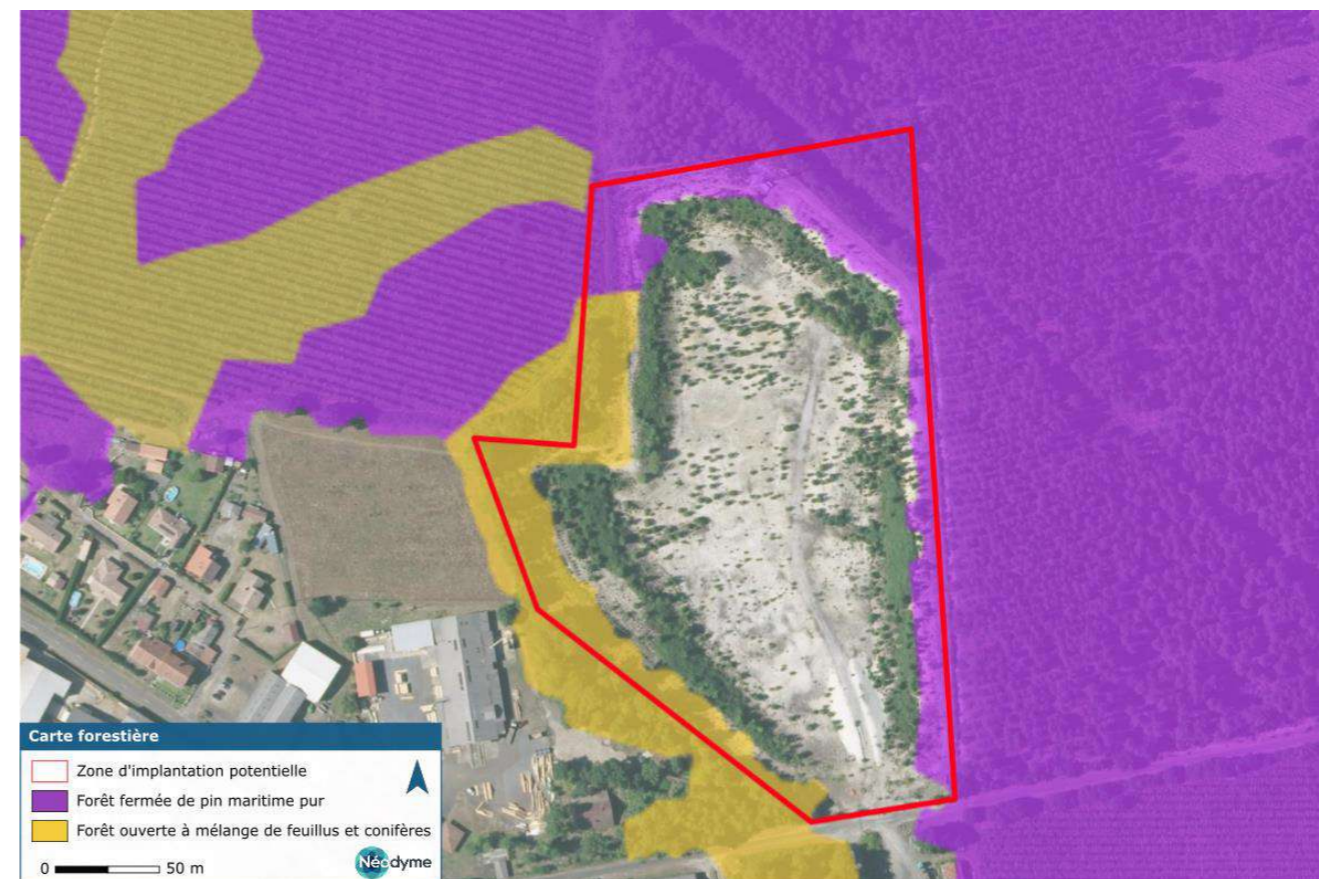 Carte forestière
Zone d'implantation potentielle
Forêt fermée de pin maritime pur
Forêt ouverte à mélange de feuillus et conifères
0 50 m
Néodyme